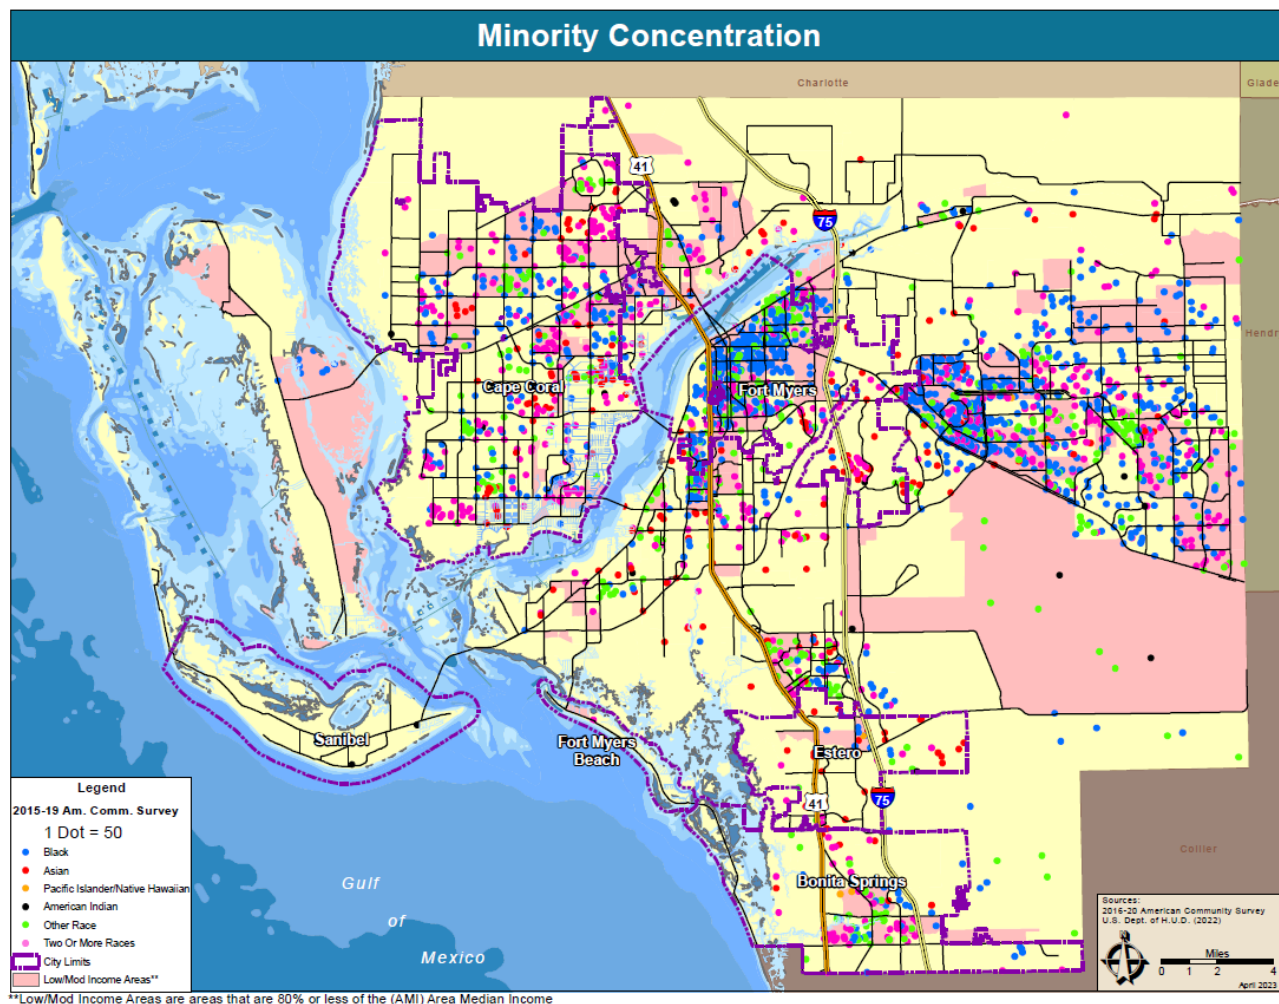 Minority Concentration
Charlotte
Glade
41
75
Hendr
Cape Coral
Fort Myers
Sanibel
Fort Myers
Beach
Estero
41
75
Collier
Bonita Springs
Gulf
of
Mexico
Legend
2015-19 Am. Comm. Survey
1 Dot = 50
Black
Asian
Pacific Islander/Native Hawaiian
American Indian
Other Race
Two Or More Races
City Limits
Low/Mod Income Areas**
Sources:
2016-20 American Community Survey
U.S. Dept. of H.U.D. (2022)
N
Miles
0 1 2 4
April 2023
**Low/Mod Income Areas are areas that are 80% or less of the (AMI) Area Median Income